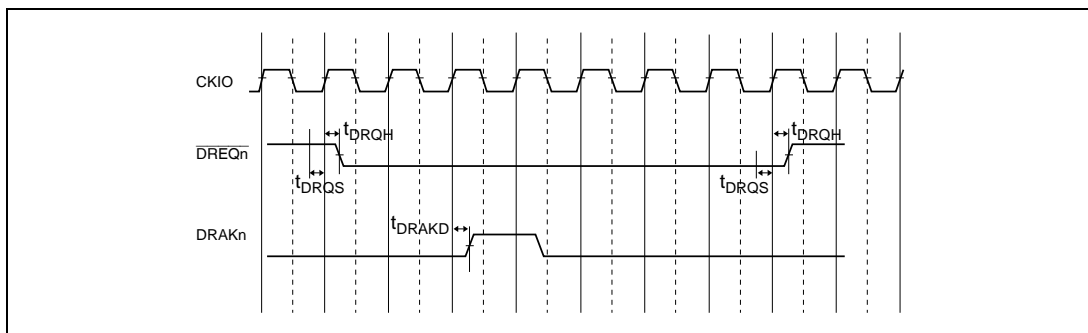 CKIO
tDRQH
tDRQH
DREQn
tDRQS
tDRQS
tDRAKD
DRAKn